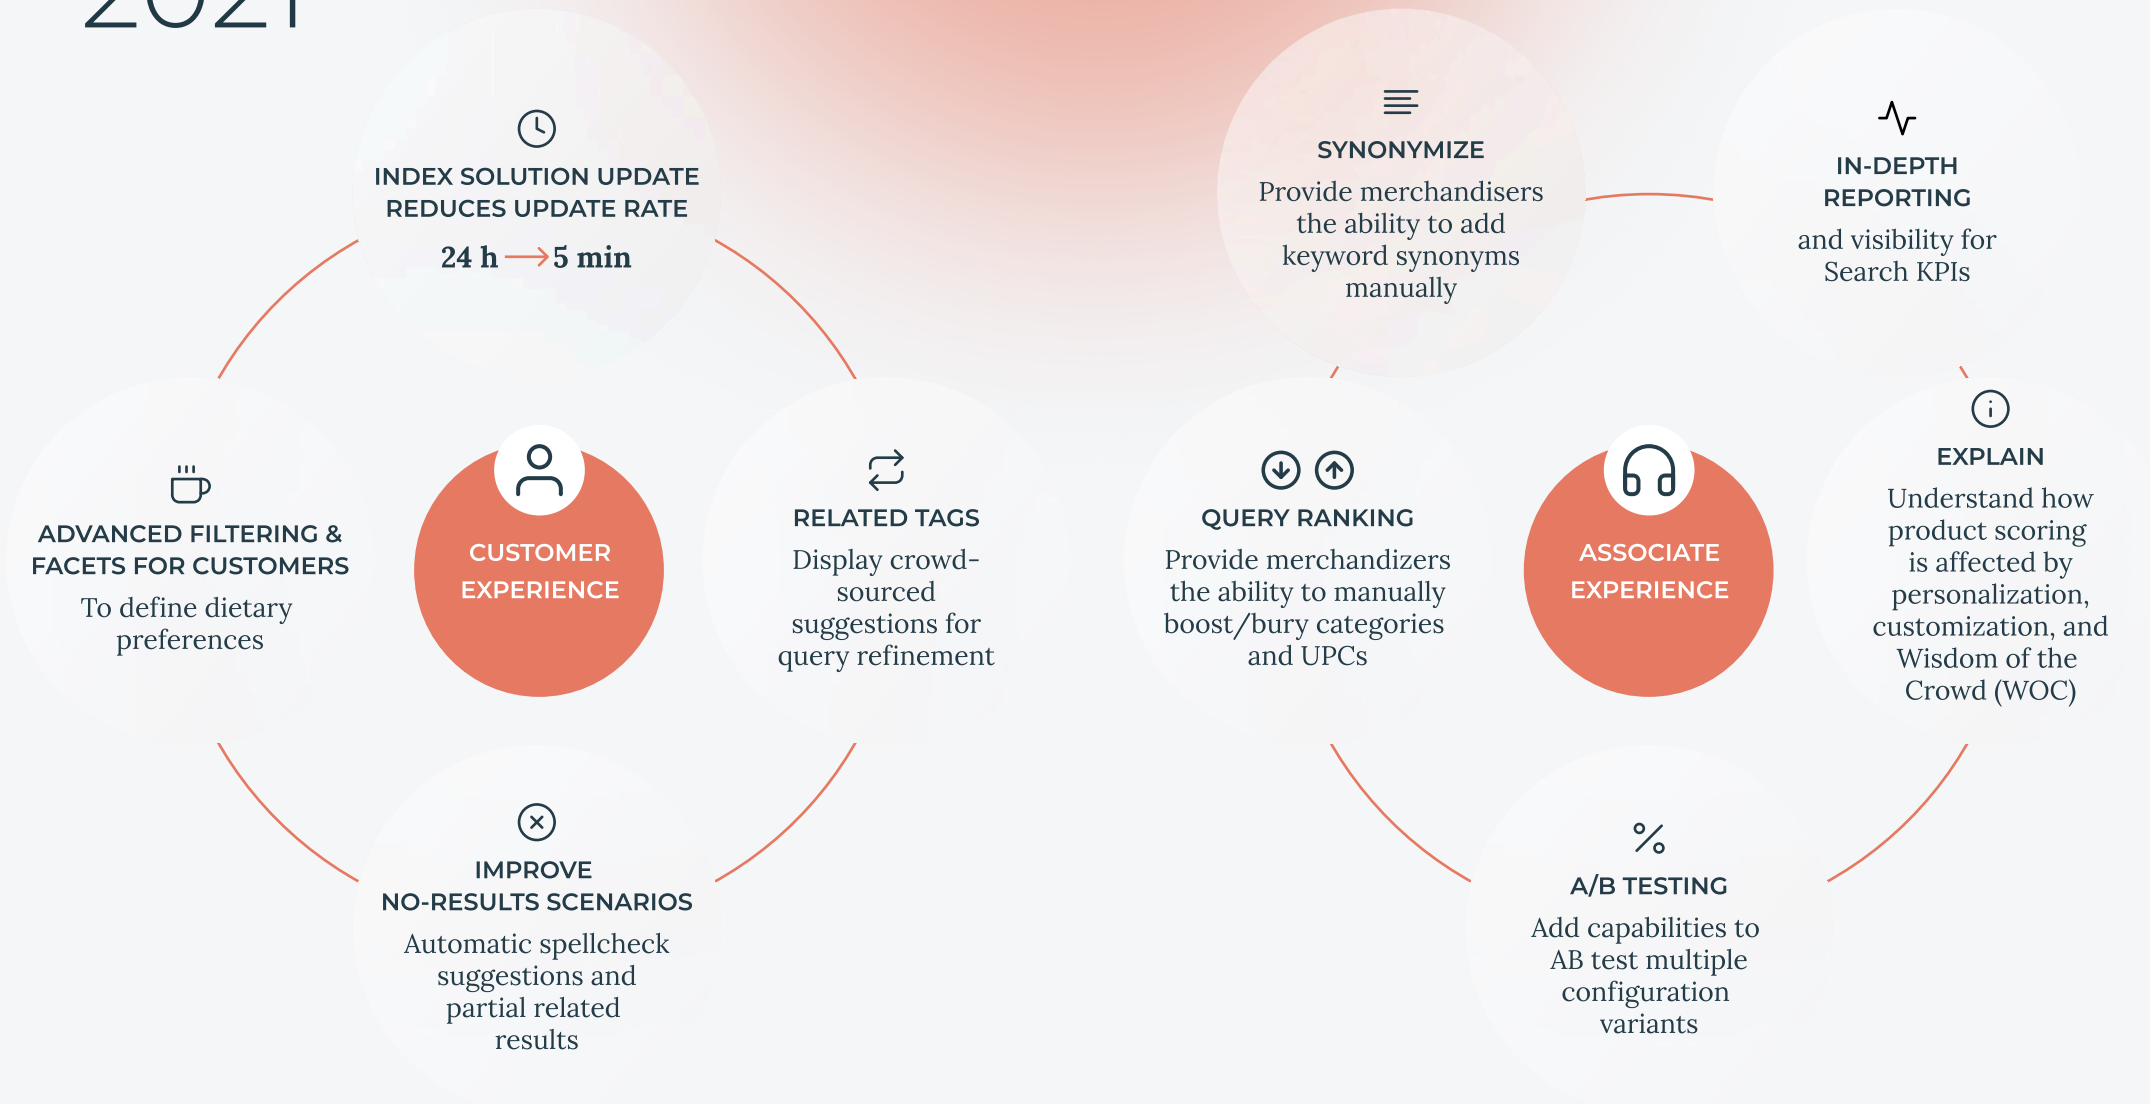 2021
INDEX SOLUTION UPDATE
REDUCES UPDATE RATE
24 h → 5 min
ADVANCED FILTERING &
FACETS FOR CUSTOMERS
To define dietary
preferences
CUSTOMER
EXPERIENCE
RELATED TAGS
Display crowd-
sourced
suggestions for
query refinement
IMPROVE
NO-RESULTS SCENARIOS
Automatic spellcheck
suggestions and
partial related
results
SYNONYMIZE
Provide merchandisers
the ability to add
keyword synonyms
manually
IN-DEPTH
REPORTING
and visibility for
Search KPIs
QUERY RANKING
Provide merchandizers
the ability to manually
boost/bury categories
and UPCs
ASSOCIATE
EXPERIENCE
EXPLAIN
Understand how
product scoring
is affected by
personalization,
customization, and
Wisdom of the
Crowd (WOC)
A/B TESTING
Add capabilities to
AB test multiple
configuration
variants